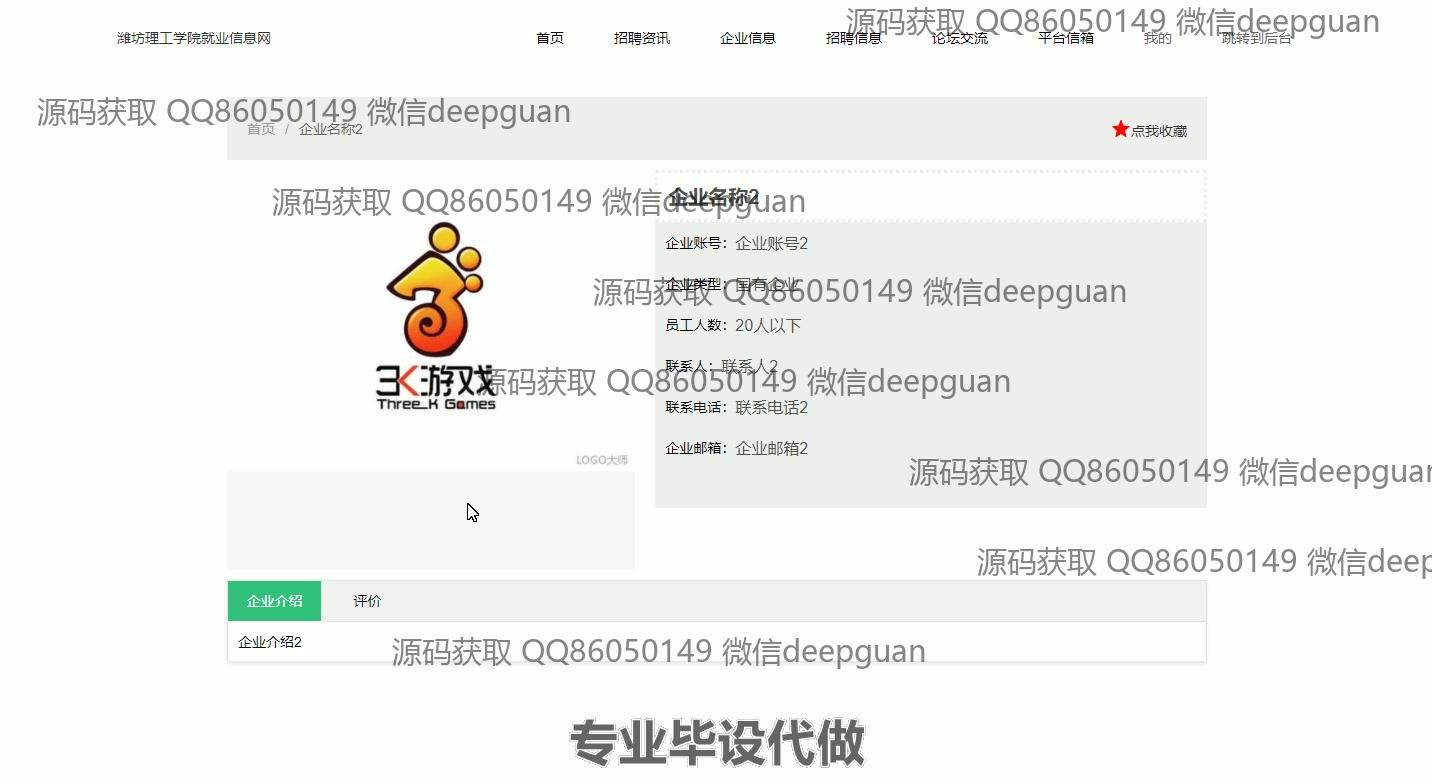 源码获取 QQ86050149 微信deepguan
潍坊理工学院就业信息网 首页 招聘资讯 企业信息 招聘信息 论坛交流 平台信箱 我的 跳转到后台
源码获取 QQ86050149 微信deepguan
首页 / 企业名称2 点我收藏
源码获取 QQ86050149 微信deepguan
企业名称2
企业账号：企业账号2
企业类型：国有企业
源码获取 QQ86050149 微信deepguan
员工人数：20人以下
联系人：联系人2
源码获取 QQ86050149 微信deepguan
3K游戏
Three_K Games
联系电话：联系电话2
企业邮箱：企业邮箱2
LOGO大师
源码获取 QQ86050149 微信deepguan
源码获取 QQ86050149 微信deep
企业介绍 评价
企业介绍2
源码获取 QQ86050149 微信deepguan
专业毕设代做